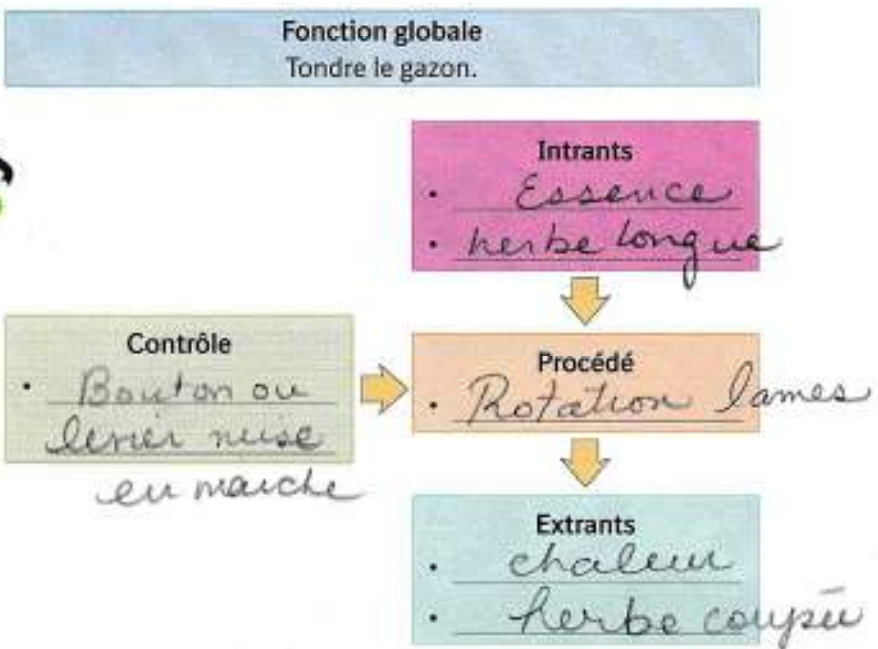 Fonction globale
Tondre le gazon.
Intrants
• Essence
• herbe longue
Contrôle
• Bouton ou
levier mise
en marche
Procédé
• Rotation lames
Extrants
• chaleur
• herbe coupée